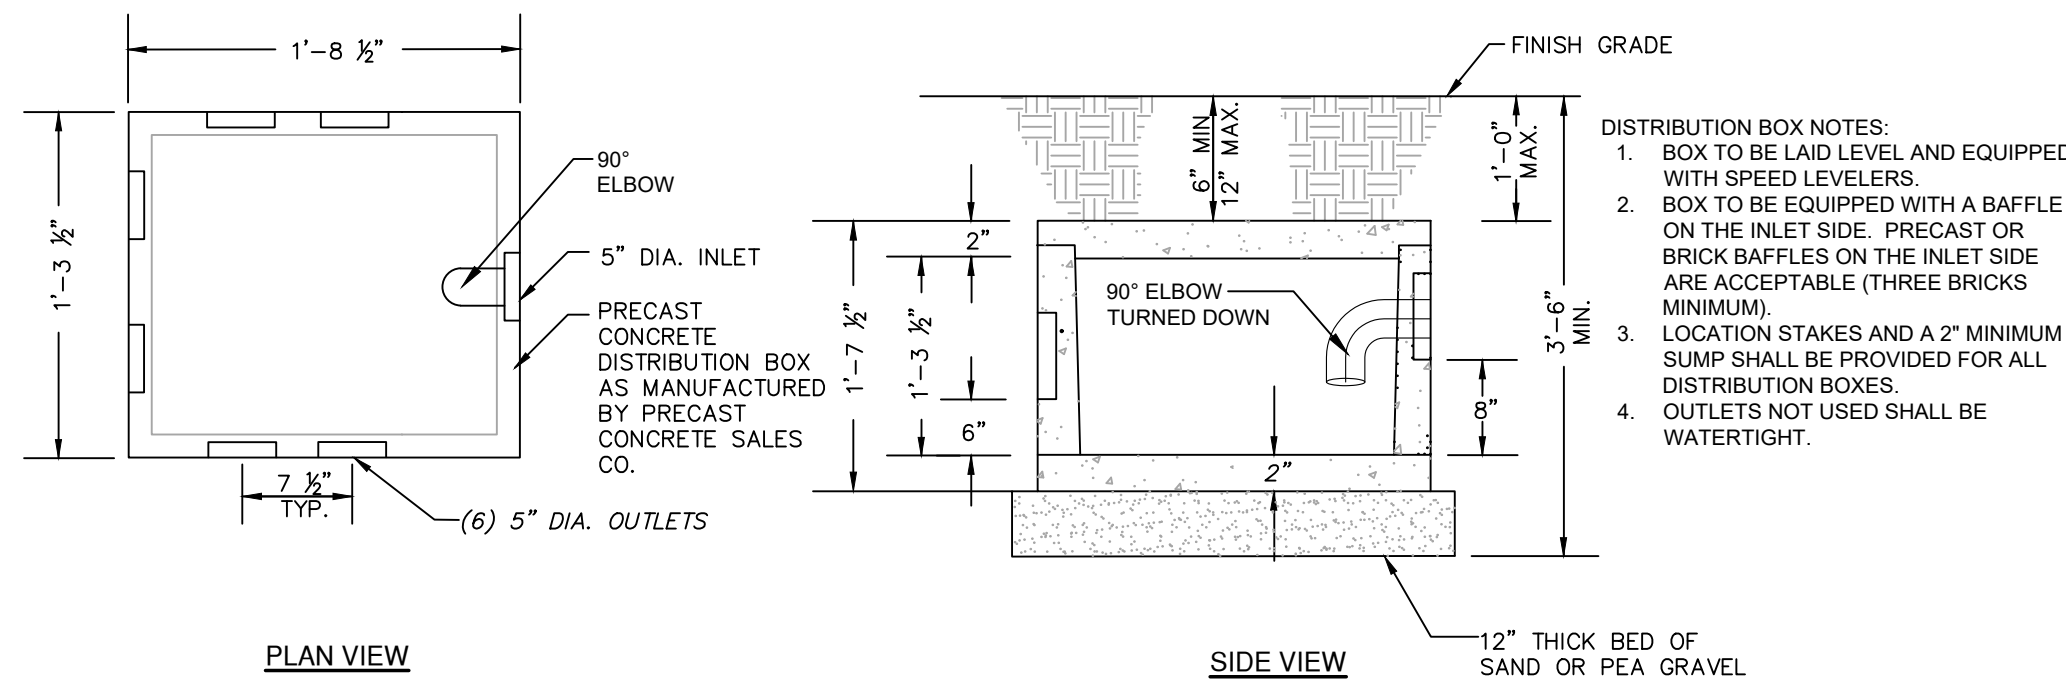 1'-8 ½"
1'-3 ½"
90°
ELBOW
5" DIA. INLET
PRECAST
CONCRETE
DISTRIBUTION BOX
AS MANUFACTURED
BY PRECAST
CONCRETE SALES
CO.
7 ½"
TYP.
(6) 5" DIA. OUTLETS
PLAN VIEW
FINISH GRADE
6" MIN
12" MAX.
1'-0"
MAX.
2"
1'-7 ½"
1'-3 ½"
6"
90° ELBOW
TURNED DOWN
2"
8"
3'-6"
MIN.
12" THICK BED OF
SAND OR PEA GRAVEL
SIDE VIEW
DISTRIBUTION BOX NOTES:
1. BOX TO BE LAID LEVEL AND EQUIPPED
WITH SPEED LEVELERS.
2. BOX TO BE EQUIPPED WITH A BAFFLE
ON THE INLET SIDE. PRECAST OR
BRICK BAFFLES ON THE INLET SIDE
ARE ACCEPTABLE (THREE BRICKS
MINIMUM).
3. LOCATION STAKES AND A 2" MINIMUM
SUMP SHALL BE PROVIDED FOR ALL
DISTRIBUTION BOXES.
4. OUTLETS NOT USED SHALL BE
WATERTIGHT.